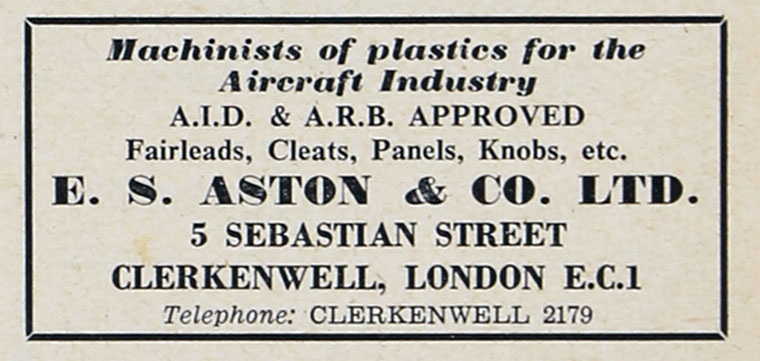 Machinists of plastics for the
Aircraft Industry
A.I.D. & A.R.B. APPROVED
Fairleads, Cleats, Panels, Knobs, etc.
E. S. ASTON & CO. LTD.
5 SEBASTIAN STREET
CLERKENWELL, LONDON E.C.1
Telephone: CLERKENWELL 2179